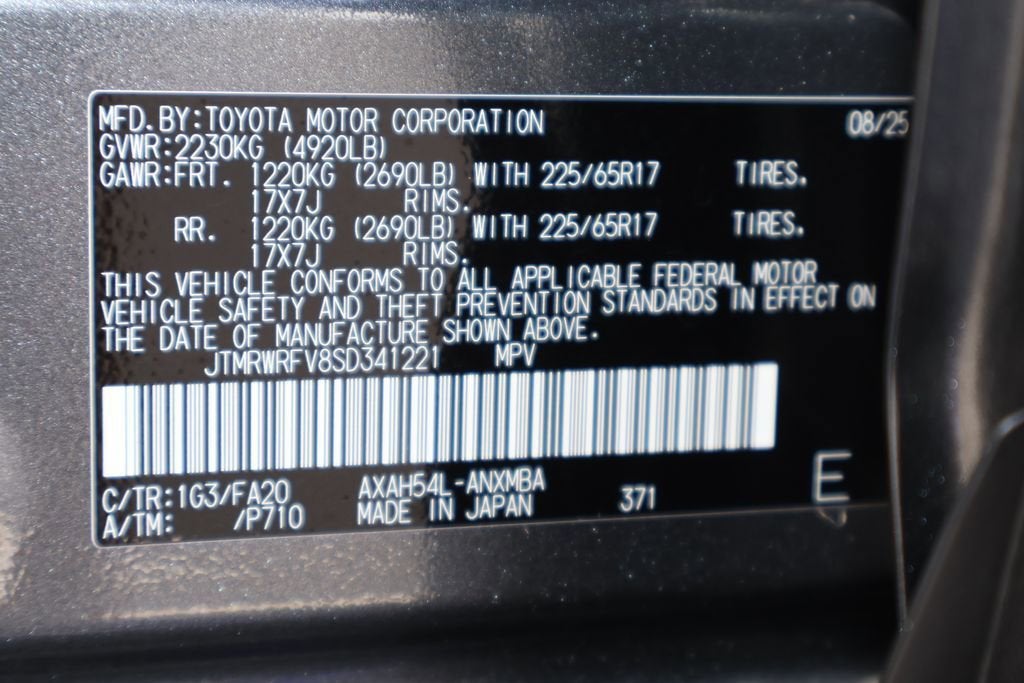 MFD.BY:TOYOTA MOTOR CORPORATION 08/25
GVWR:2230KG (4920LB)
GAWR:FRT. 1220KG (2690LB) WITH 225/65R17 TIRES.
17X7J RIMS.
RR. 1220KG (2690LB) WITH 225/65R17 TIRES.
17X7J RIMS.
THIS VEHICLE CONFORMS TO ALL APPLICABLE FEDERAL MOTOR
VEHICLE SAFETY AND THEFT PREVENTION STANDARDS IN EFFECT ON
THE DATE OF MANUFACTURE SHOWN ABOVE.
JTMRWRFV8SD341221 MPV
C/TR:1G3/FA20 AXAH54L-ANXMBA 371 E
A/TM: /P710 MADE IN JAPAN